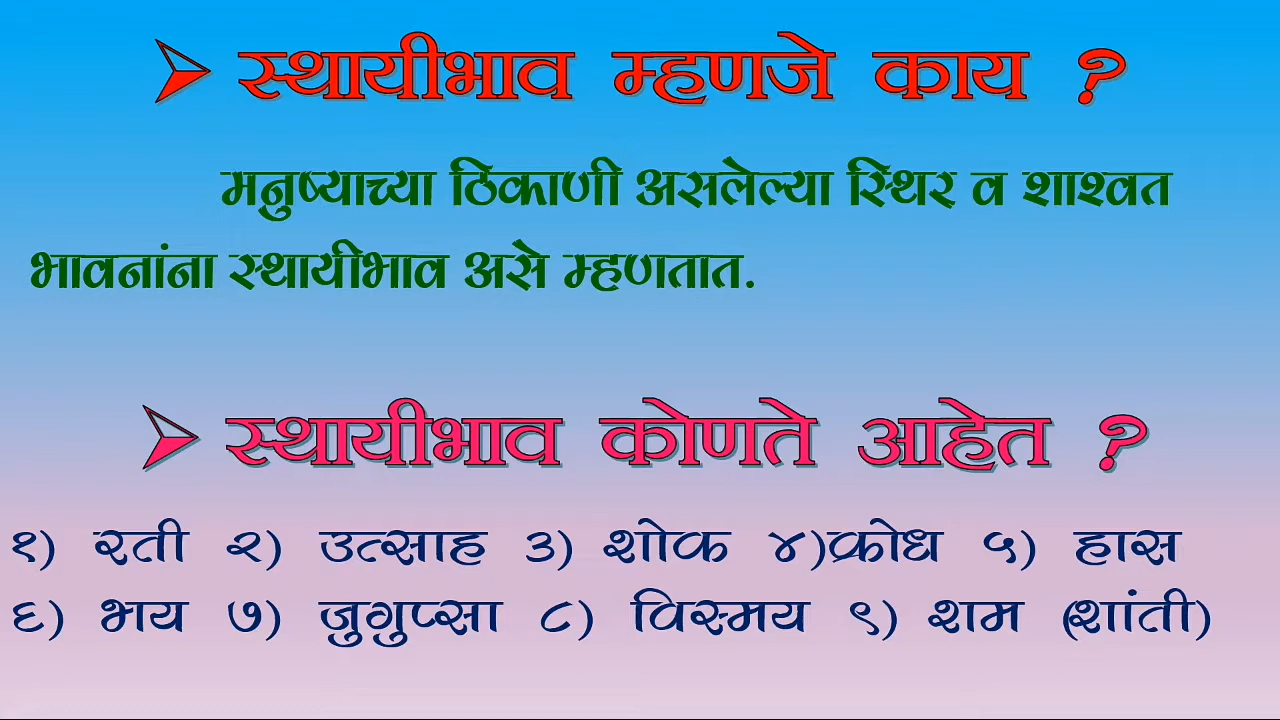 ➢ स्थायीभाव म्हणजे काय ?
मनुष्याच्या ठिकाणी असलेल्या स्थिर व शाश्वत
भावनांना स्थायीभाव असे म्हणतात.
➢ स्थायीभाव कोणते आहेत ?
१) रती २) उत्साह ३) शोक ४)क्रोध ५) हास
६) भय ७) जुगुप्सा ८) विस्मय ९) शम (शांती)